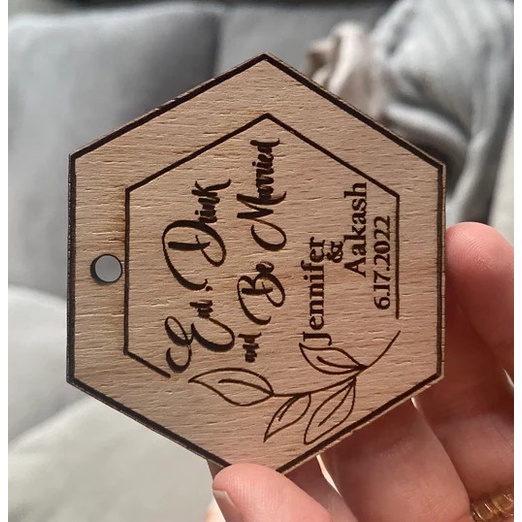 Eat, Drink
and Be Married
Jennifer
&
Aakash
6.17.2022